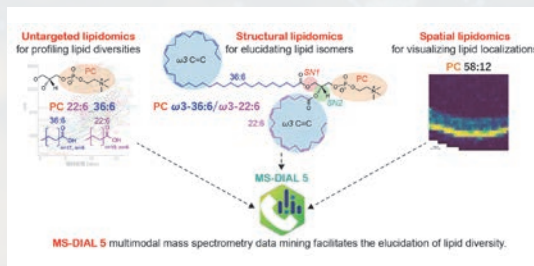 Untargeted lipidomics
for profiling lipid diversities
PC
PC 22:6_36:6
36:6
22:6
OH
OH
Structural lipidomics
for elucidating lipid isomers
ω3 C=C
36:6
SN1
PC
SN2
PC ω3-36:6/ω3-22:6
22:6
ω3 C=C
Spatial lipidomics
for visualizing lipid localizations
PC 58:12
MS-DIAL 5
MS-DIAL 5 multimodal mass spectrometry data mining facilitates the elucidation of lipid diversity.